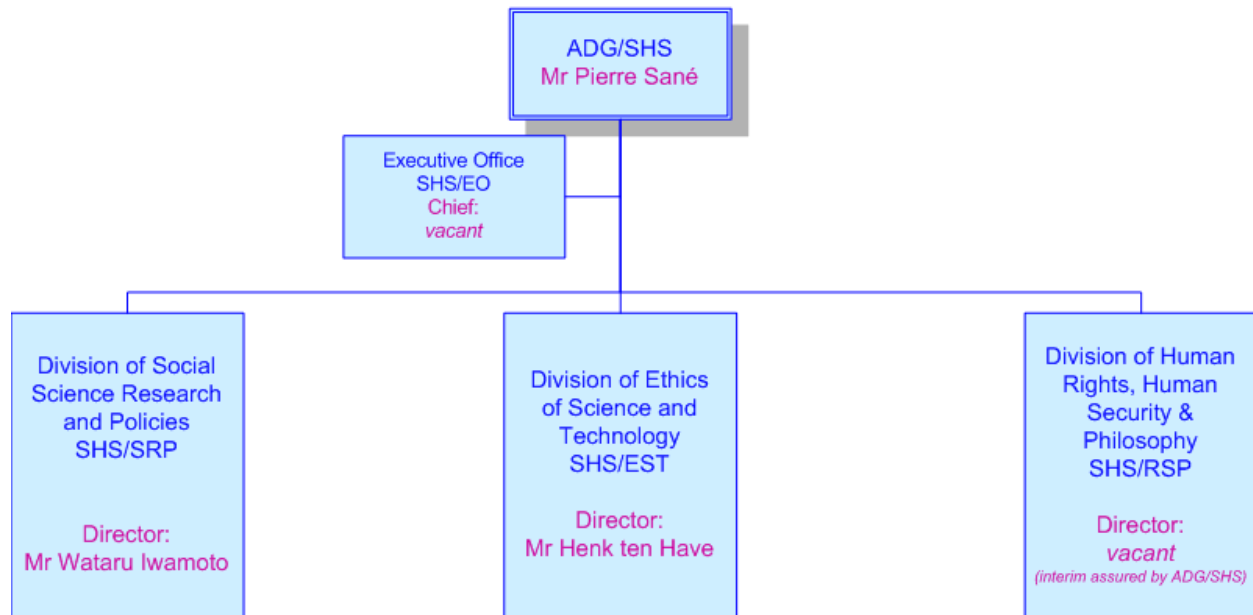 ADG/SHS
Mr Pierre Sané
Executive Office
SHS/EO
Chief:
vacant
Division of Social
Science Research
and Policies
SHS/SRP
Director:
Mr Wataru Iwamoto
Division of Ethics
of Science and
Technology
SHS/EST
Director:
Mr Henk ten Have
Division of Human
Rights, Human
Security &
Philosophy
SHS/RSP
Director:
vacant
(interim assured by ADG/SHS)